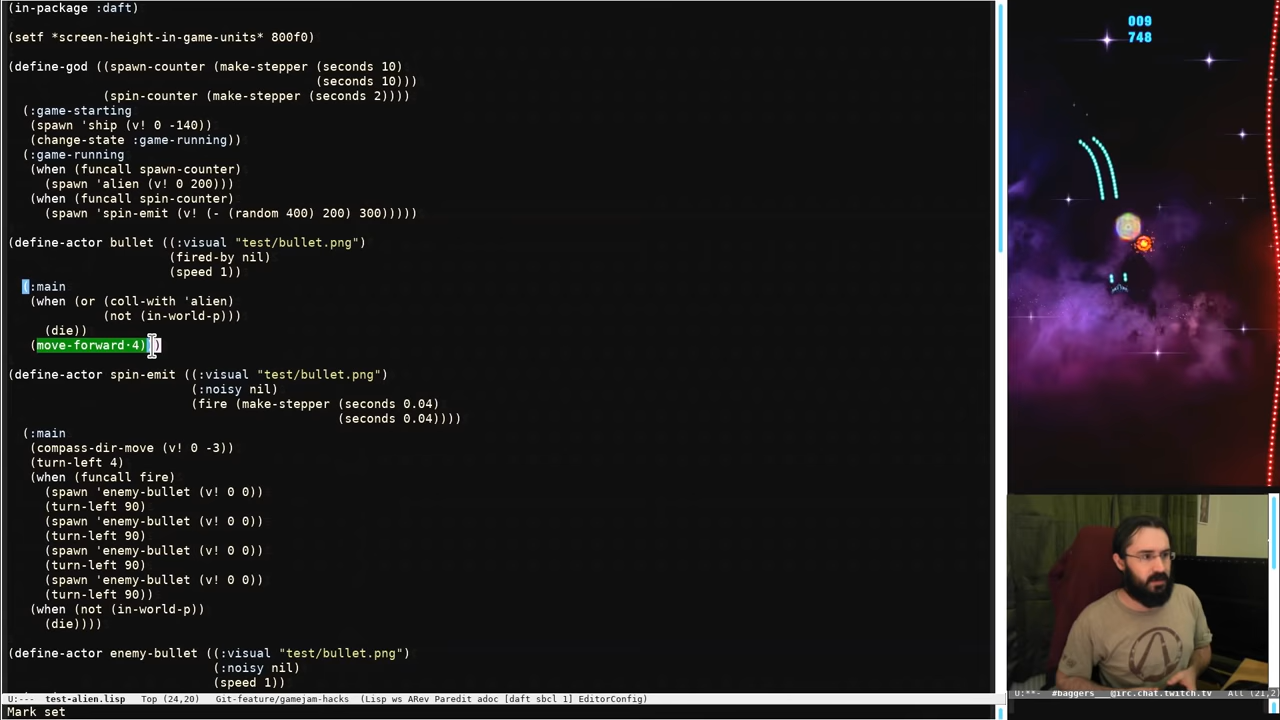 (in-package :daft)
(setf *screen-height-in-game-units* 800f0)
(define-god ((spawn-counter (make-stepper (seconds 10)
(seconds 10)))
(spin-counter (make-stepper (seconds 2))))
(:game-starting
(spawn 'ship (v! 0 -140))
(change-state :game-running))
(:game-running
(when (funcall spawn-counter)
(spawn 'alien (v! 0 200)))
(when (funcall spin-counter)
(spawn 'spin-emit (v! (- (random 400) 200) 300)))))
(define-actor bullet ((:visual "test/bullet.png")
(fired-by nil)
(speed 1))
(:main
(when (or (coll-with 'alien)
(not (in-world-p)))
(die))
(move-forward·4)))
(define-actor spin-emit ((:visual "test/bullet.png")
(:noisy nil)
(fire (make-stepper (seconds 0.04)
(seconds 0.04))))
(:main
(compass-dir-move (v! 0 -3))
(turn-left 4)
(when (funcall fire)
(spawn 'enemy-bullet (v! 0 0))
(turn-left 90)
(spawn 'enemy-bullet (v! 0 0))
(turn-left 90)
(spawn 'enemy-bullet (v! 0 0))
(turn-left 90)
(spawn 'enemy-bullet (v! 0 0))
(turn-left 90))
(when (not (in-world-p))
(die))))
(define-actor enemy-bullet ((:visual "test/bullet.png")
(:noisy nil)
(speed 1))
U:--- test-alien.lisp Top (24,20) Git-feature/gamejam-hacks (Lisp ws ARev Paredit adoc [daft sbcl 1] EditorConfig)
Mark set
009
748
U:**- #baggers___@irc.chat.twitch.tv All (21,2)